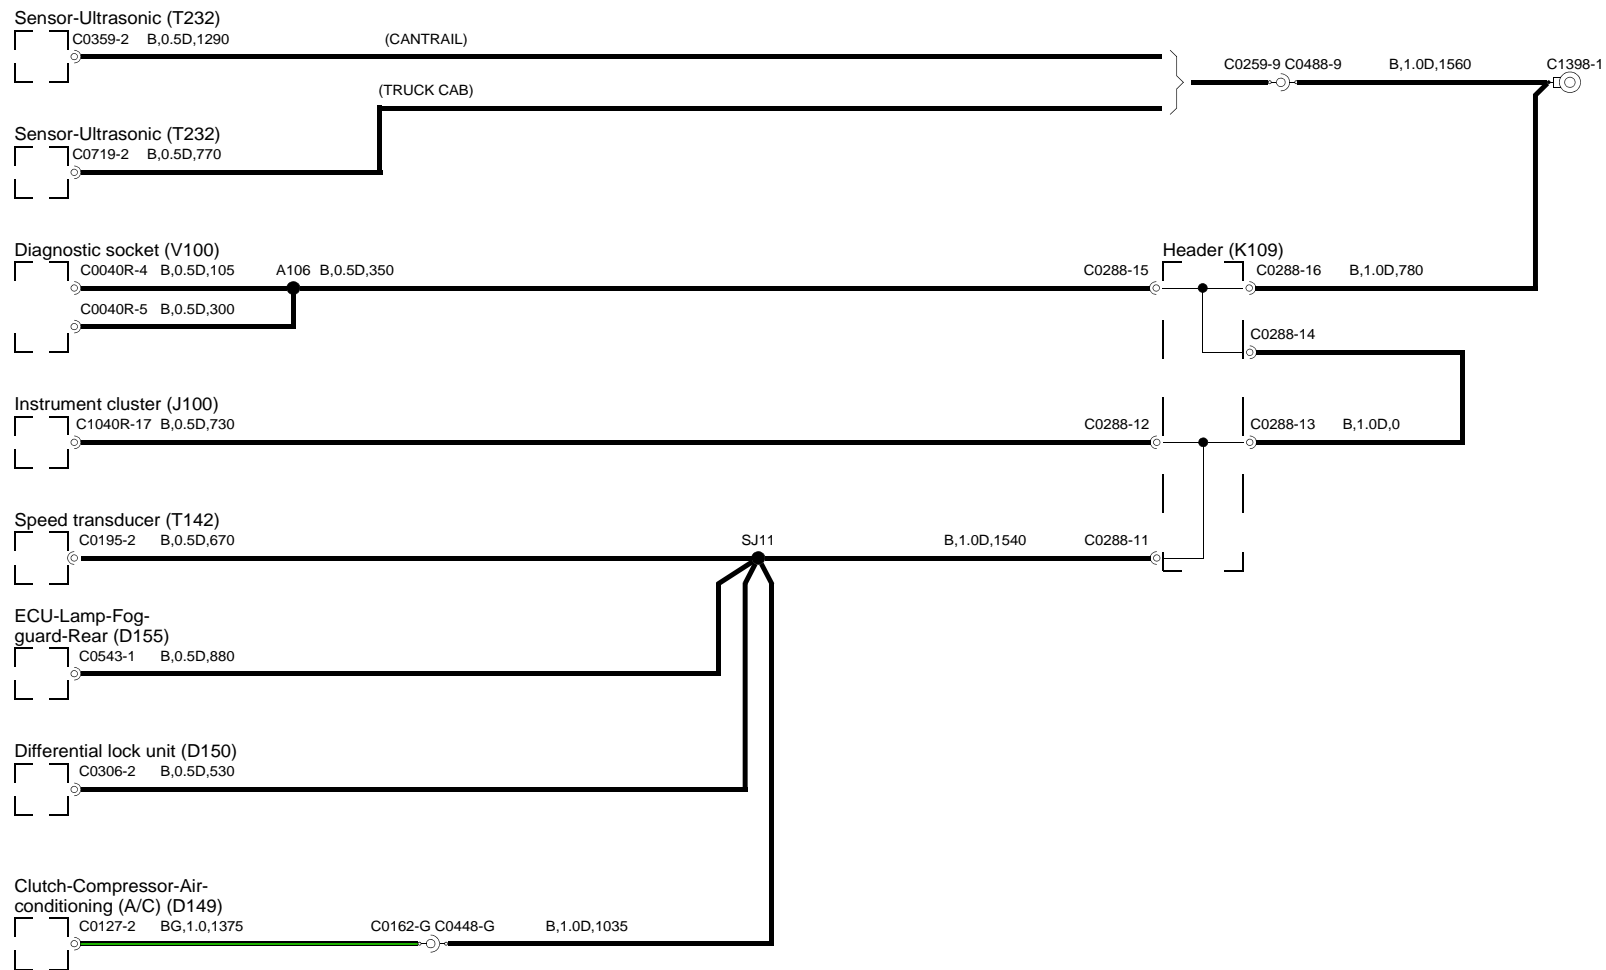 Sensor-Ultrasonic (T232)
C0359-2 B,0.5D,1290 (CANTRAIL)
C0259-9 C0488-9 B,1.0D,1560 C1398-1
(TRUCK CAB)
Sensor-Ultrasonic (T232)
C0719-2 B,0.5D,770
Diagnostic socket (V100) Header (K109)
C0040R-4 B,0.5D,105 A106 B,0.5D,350 C0288-15 C0288-16 B,1.0D,780
C0040R-5 B,0.5D,300
C0288-14
Instrument cluster (J100)
C1040R-17 B,0.5D,730 C0288-12 C0288-13 B,1.0D,0
Speed transducer (T142)
C0195-2 B,0.5D,670 SJ11 B,1.0D,1540 C0288-11
ECU-Lamp-Fog-
guard-Rear (D155)
C0543-1 B,0.5D,880
Differential lock unit (D150)
C0306-2 B,0.5D,530
Clutch-Compressor-Air-
conditioning (A/C) (D149)
C0127-2 BG,1.0,1375 C0162-G C0448-G B,1.0D,1035